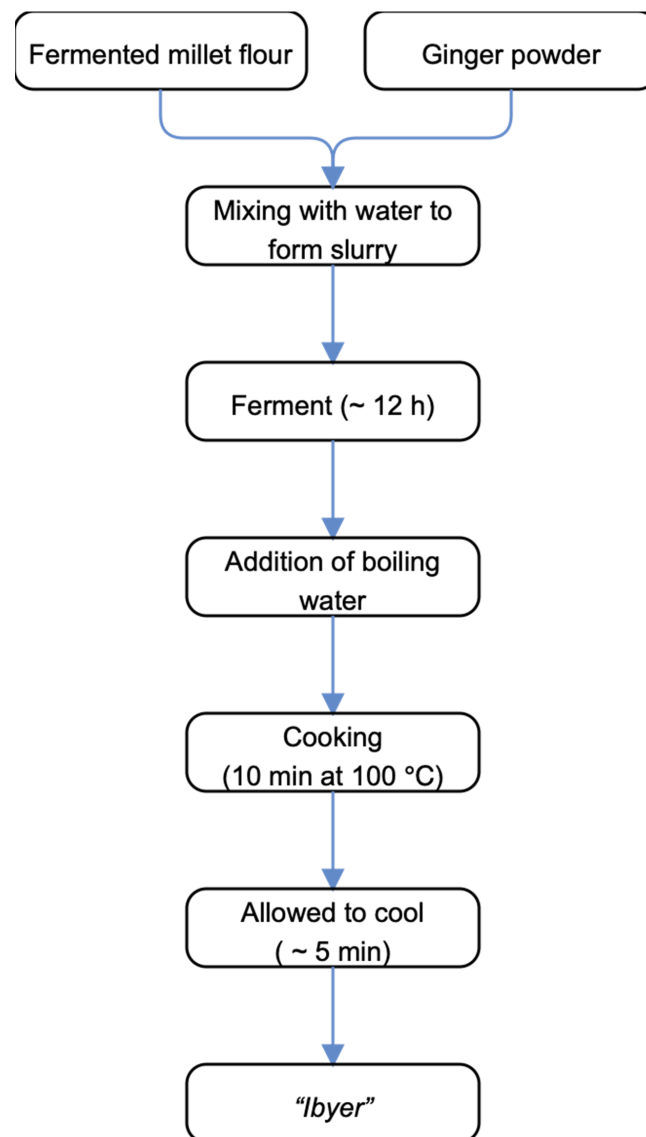 Fermented millet flour
Ginger powder
Mixing with water to
form slurry
Ferment (~ 12 h)
Addition of boiling
water
Cooking
(10 min at 100 °C)
Allowed to cool
( ~ 5 min)
“Ibyer”